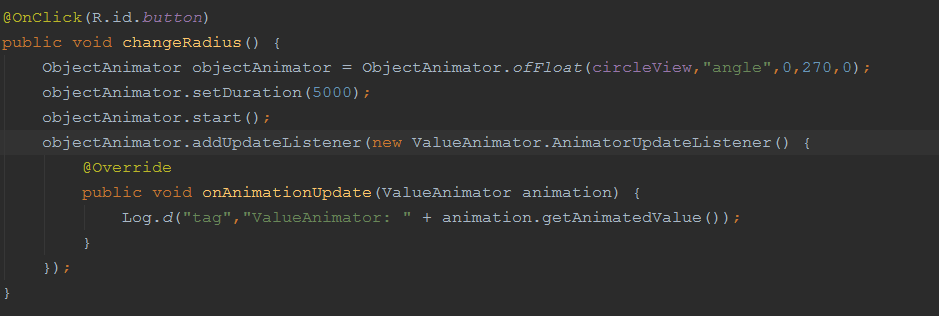 @OnClick(R.id.button)
public void changeRadius() {
    ObjectAnimator objectAnimator = ObjectAnimator.ofFloat(circleView,"angle",0,270,0);
    objectAnimator.setDuration(5000);
    objectAnimator.start();
    objectAnimator.addUpdateListener(new ValueAnimator.AnimatorUpdateListener() {
        @Override
        public void onAnimationUpdate(ValueAnimator animation) {
            Log.d("tag","ValueAnimator: " + animation.getAnimatedValue());
        }
    });
}